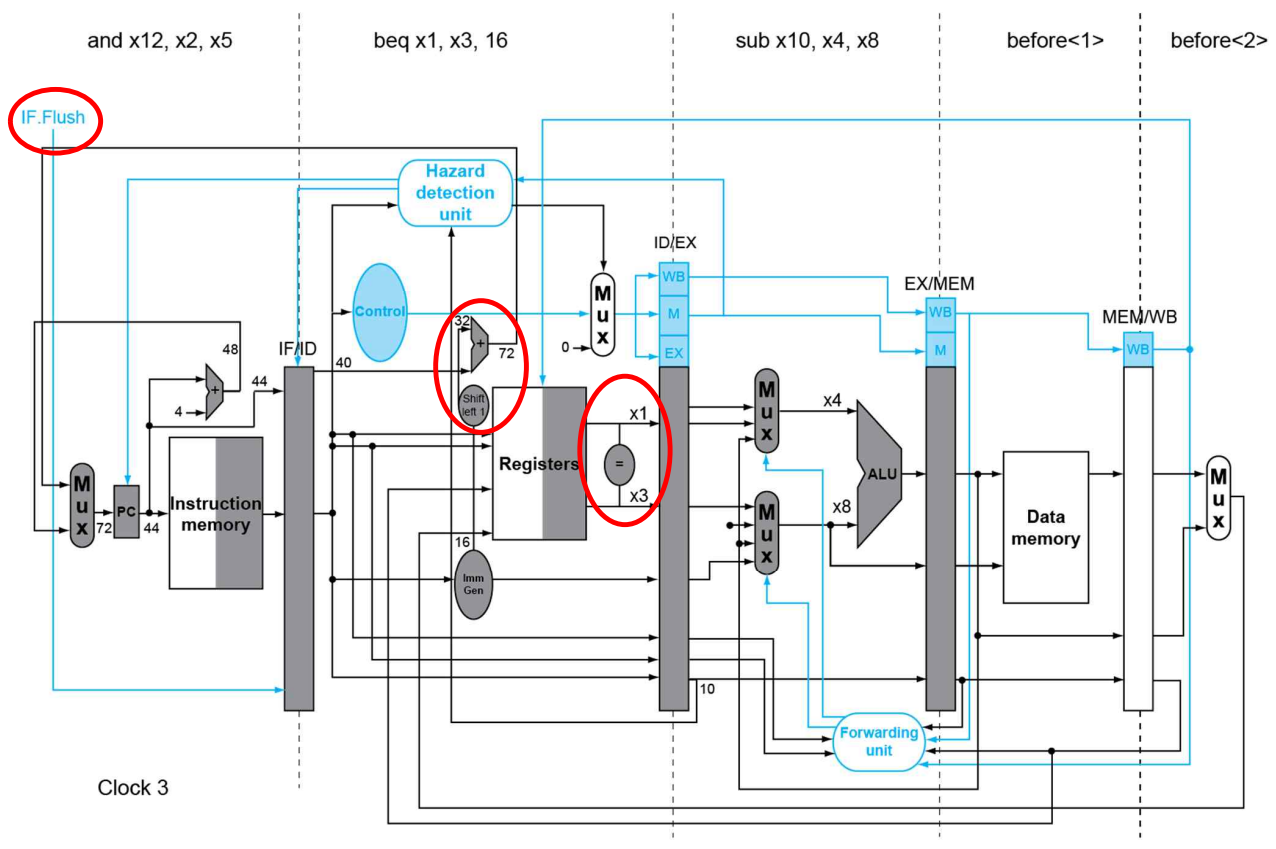 and x12, x2, x5
beq x1, x3, 16
sub x10, x4, x8
before<1>
before<2>
IF.Flush
Hazard
detection
unit
ID/EX
WB
M
EX
EX/MEM
WB
M
MEM/WB
WB
Control
Mux
0
IF/ID
40
32
+
72
Shift
left 1
48
+
4
44
Mux
72
PC
44
Instruction
memory
Registers
x1
=
x3
16
Imm
Gen
Mux
x4
Mux
x8
ALU
Data
memory
Mux
10
Forwarding
unit
Clock 3